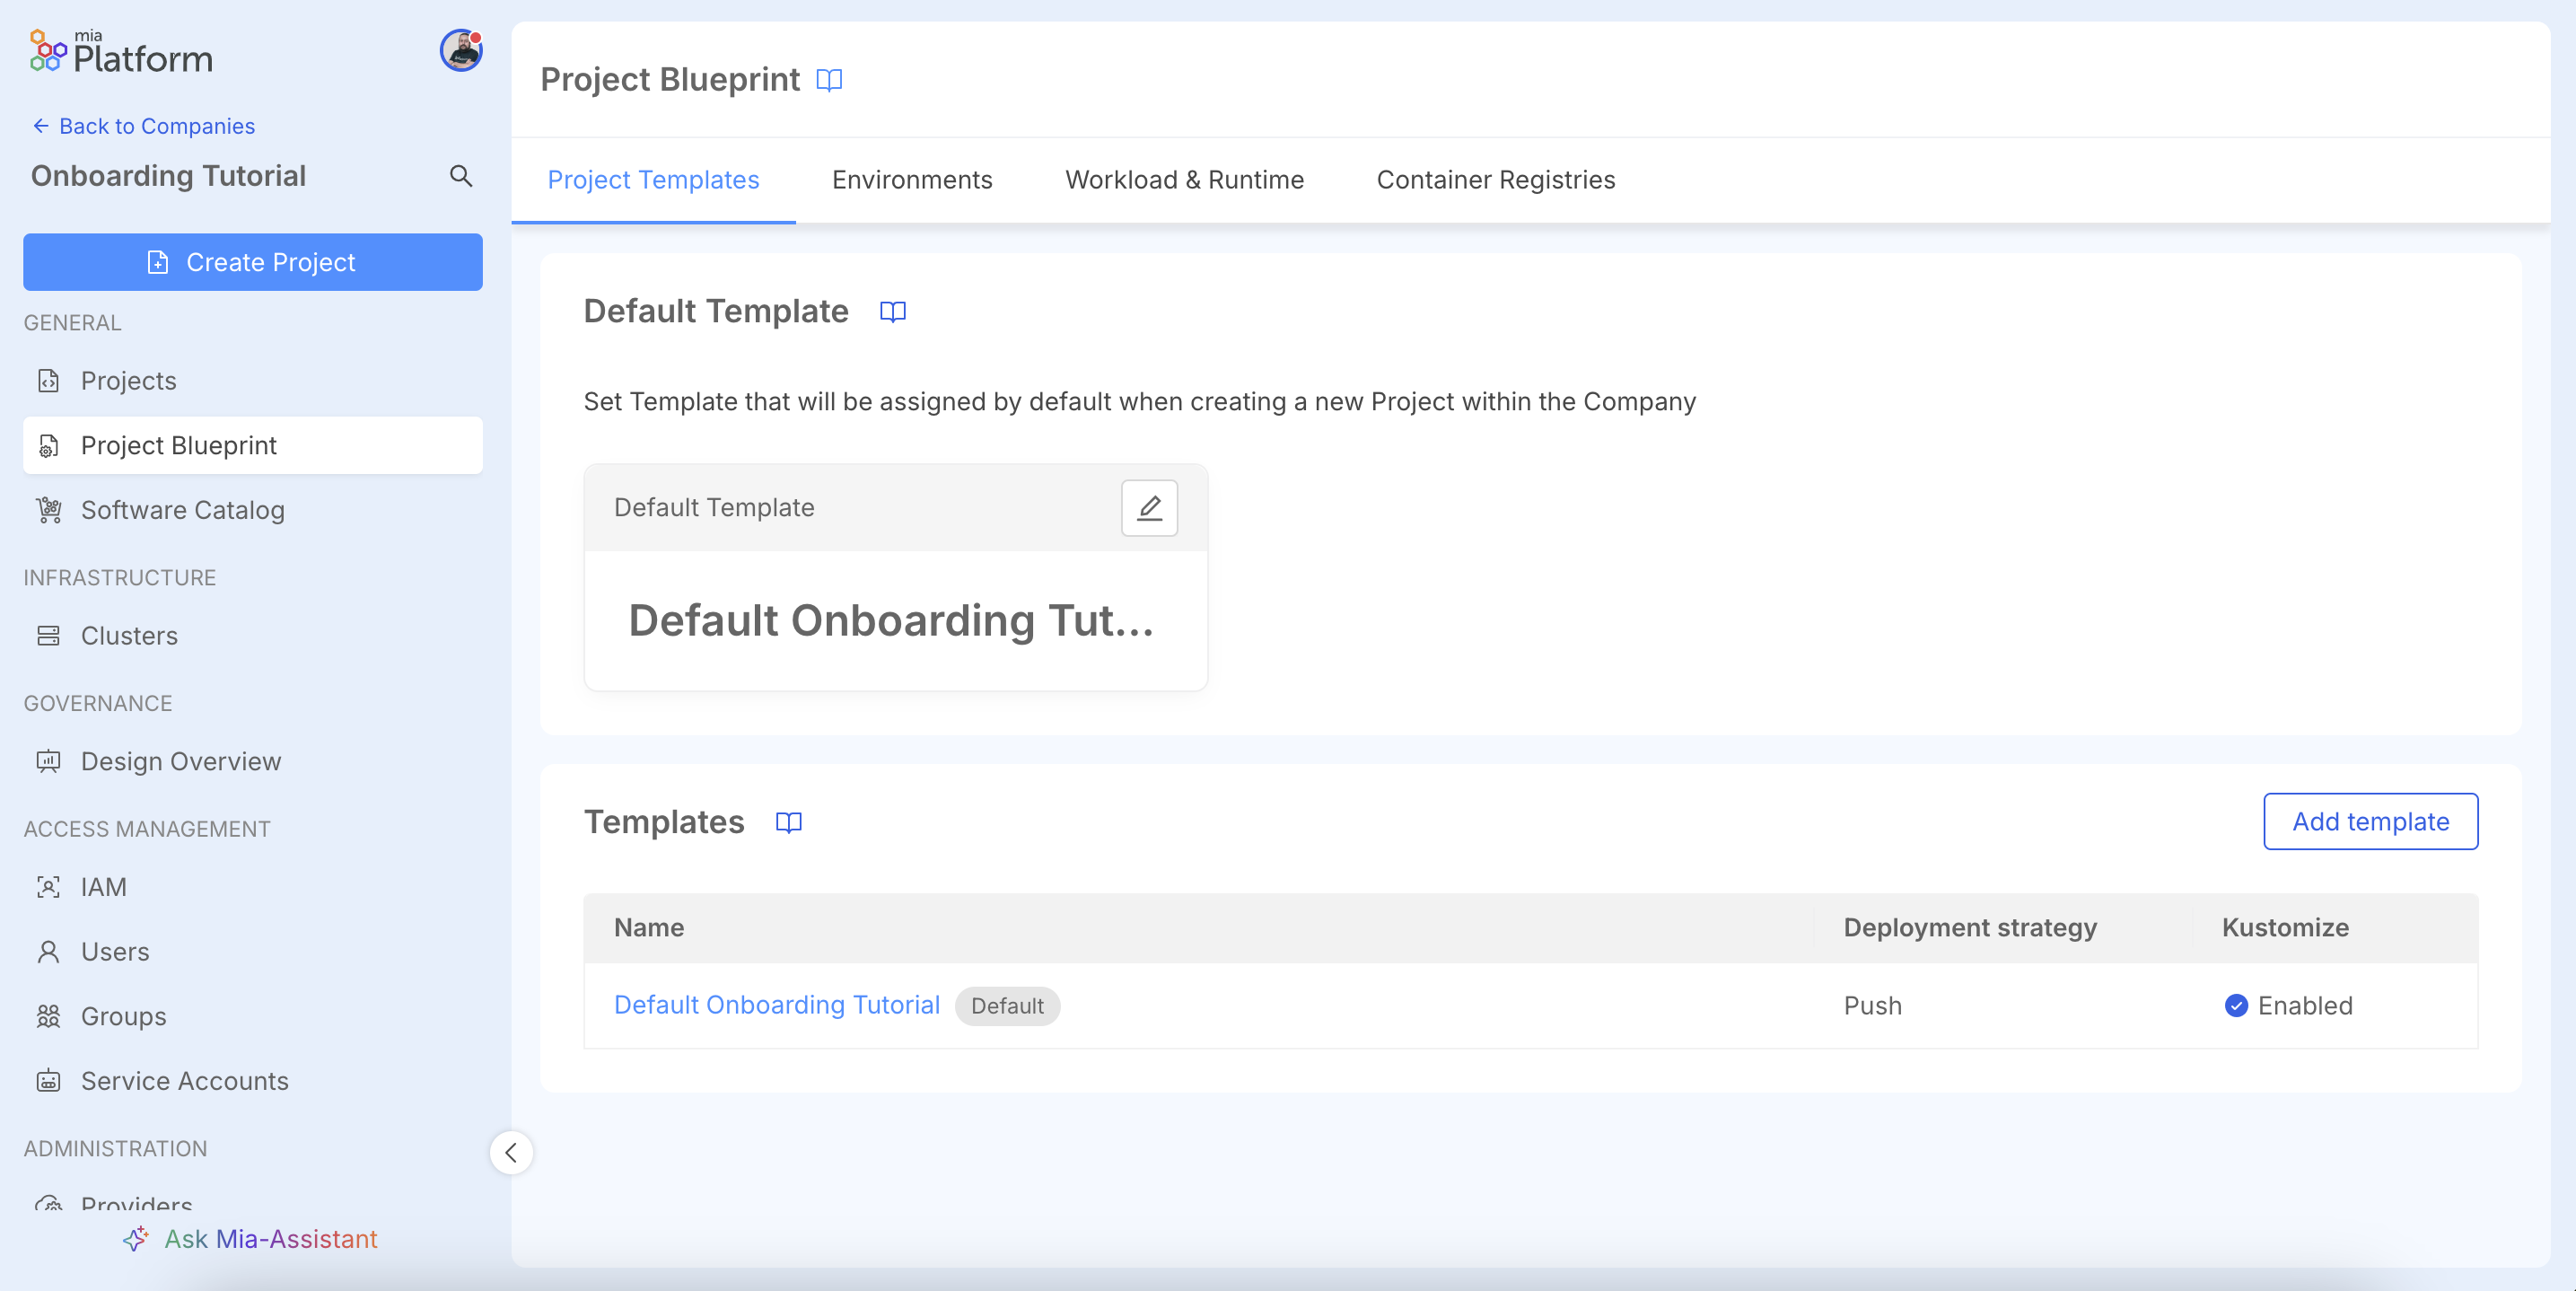 mia
Platform
Back to Companies
Onboarding Tutorial
Create Project
GENERAL
Projects
Project Blueprint
Software Catalog
INFRASTRUCTURE
Clusters
GOVERNANCE
Design Overview
ACCESS MANAGEMENT
IAM
Users
Groups
Service Accounts
ADMINISTRATION
Providers
Ask Mia-Assistant
Project Blueprint
Project Templates Environments Workload & Runtime Container Registries
Default Template
Set Template that will be assigned by default when creating a new Project within the Company
Default Template
Default Onboarding Tut...
Templates
Add template
Name Deployment strategy Kustomize
Default Onboarding Tutorial Default Push Enabled